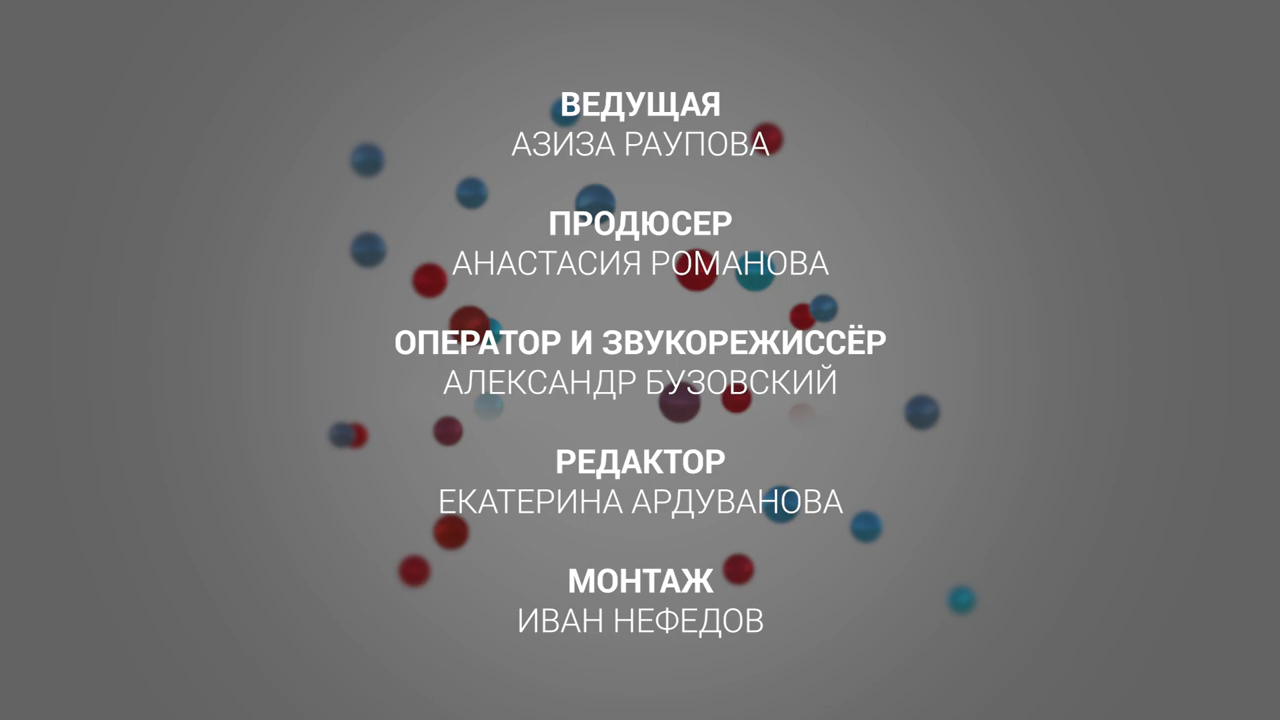 ВЕДУЩАЯ
АЗИЗА РАУПОВА
ПРОДЮСЕР
АНАСТАСИЯ РОМАНОВА
ОПЕРАТОР И ЗВУКОРЕЖИССЁР
АЛЕКСАНДР БУЗОВСКИЙ
РЕДАКТОР
ЕКАТЕРИНА АРДУВАНОВА
МОНТАЖ
ИВАН НЕФЕДОВ